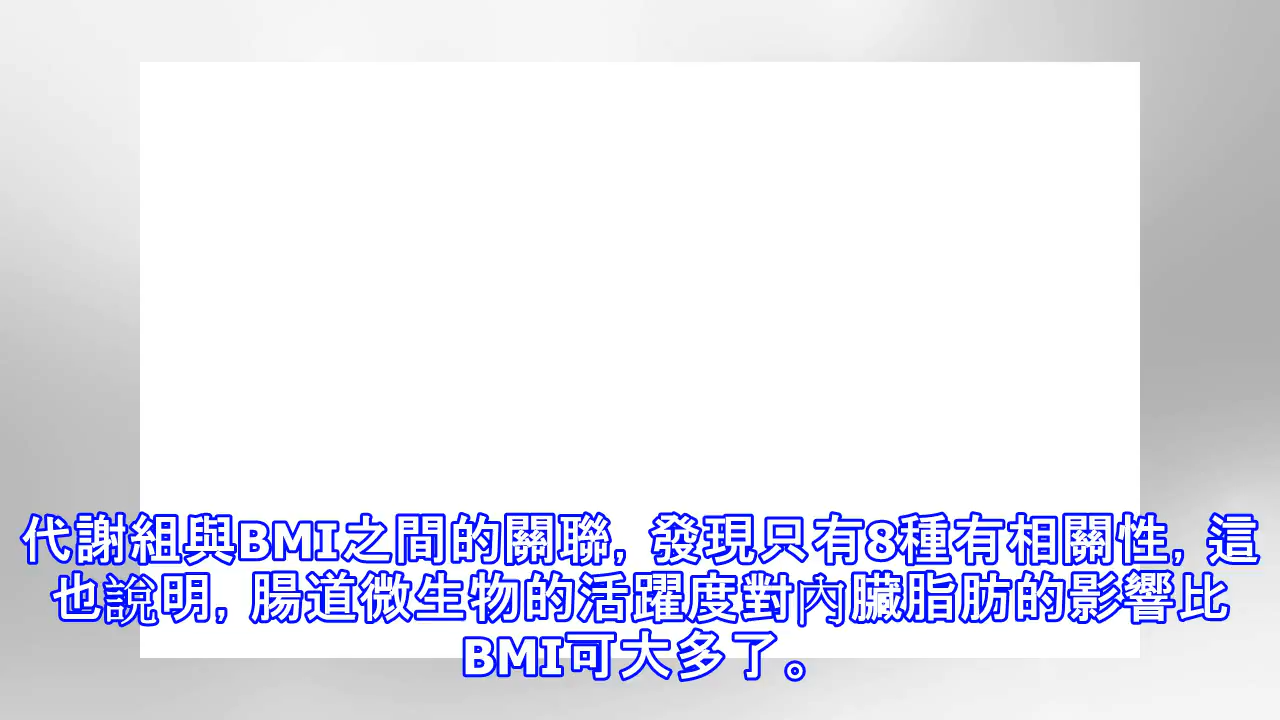 代謝組與BMI之間的關聯, 發現只有8種有相關性, 這
也說明, 腸道微生物的活躍度對內臟脂肪的影響比
BMI可大多了。